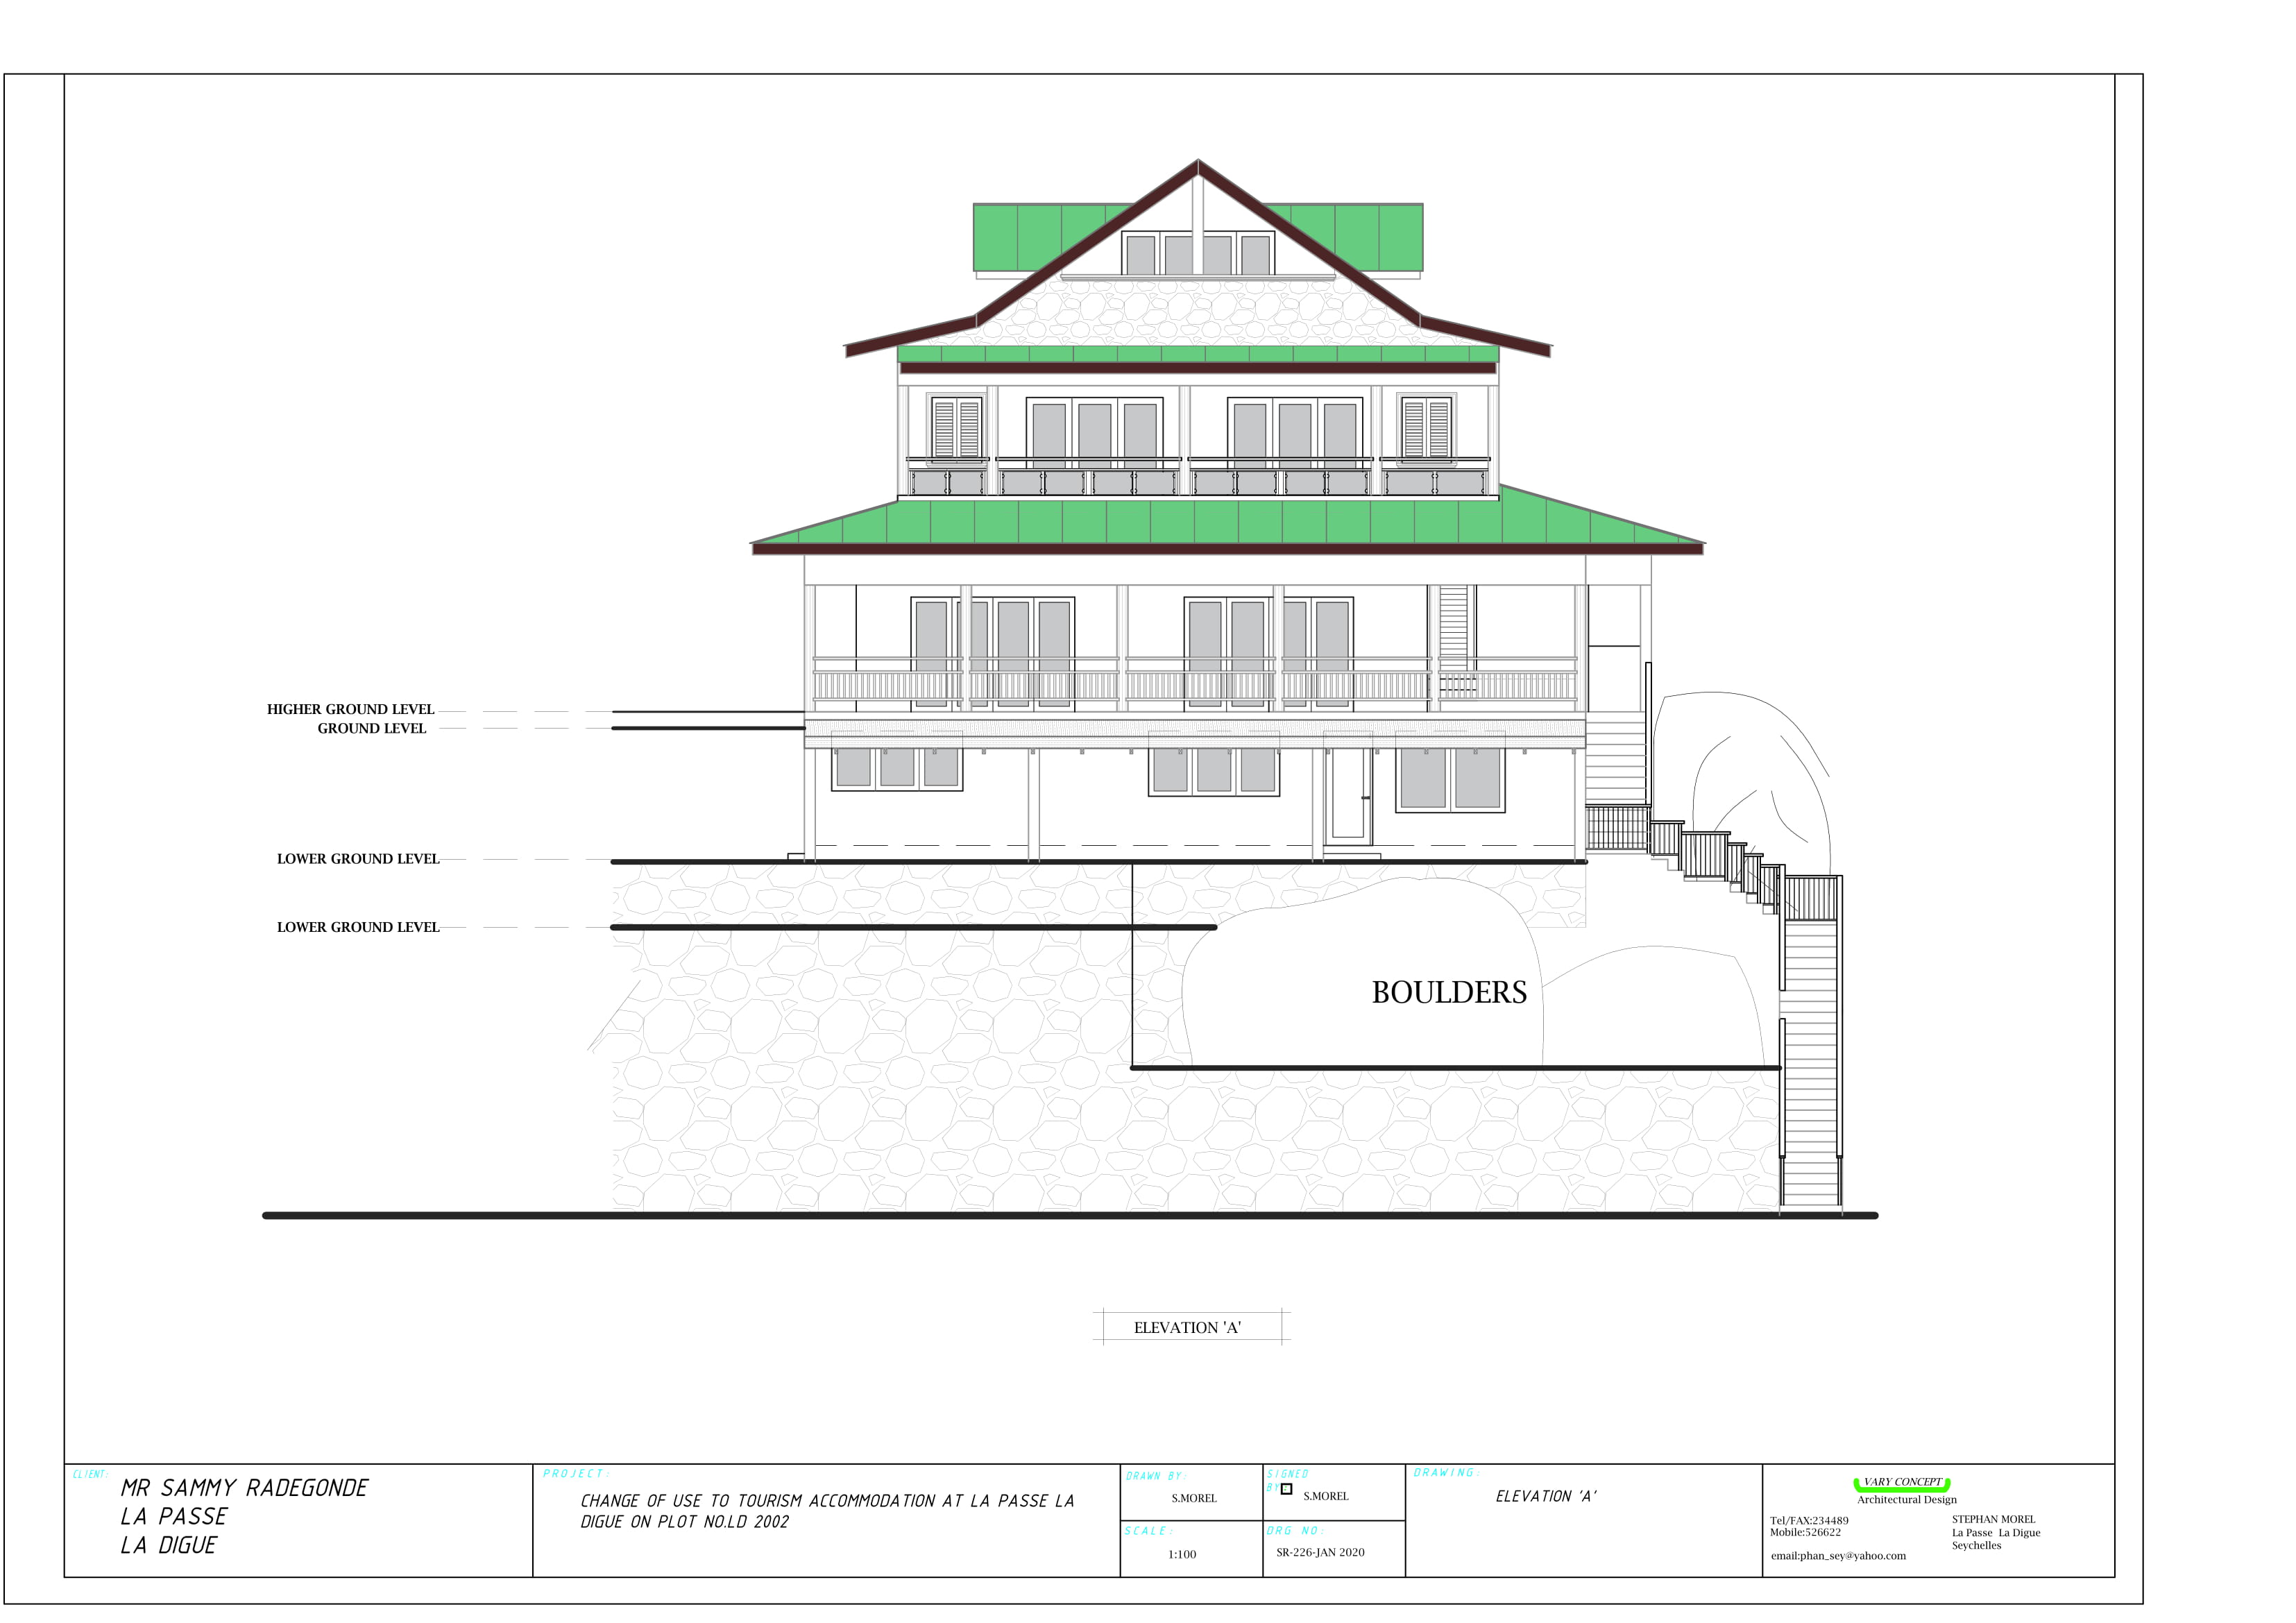 HIGHER GROUND LEVEL
GROUND LEVEL
LOWER GROUND LEVEL
LOWER GROUND LEVEL
BOULDERS
ELEVATION 'A'
CLIENT:
MR SAMMY RADEGONDE
LA PASSE
LA DIGUE
PROJECT:
CHANGE OF USE TO TOURISM ACCOMMODATION AT LA PASSE LA
DIGUE ON PLOT NO.LD 2002
DRAWN BY:
S.MOREL
SIGNED
BY:
S.MOREL
SCALE:
1:100
DRG NO:
SR-226-JAN 2020
DRAWING:
ELEVATION 'A'
VARY CONCEPT
Architectural Design
Tel/FAX:234489
Mobile:526622
email:phan_sey@yahoo.com
STEPHAN MOREL
La Passe La Digue
Seychelles